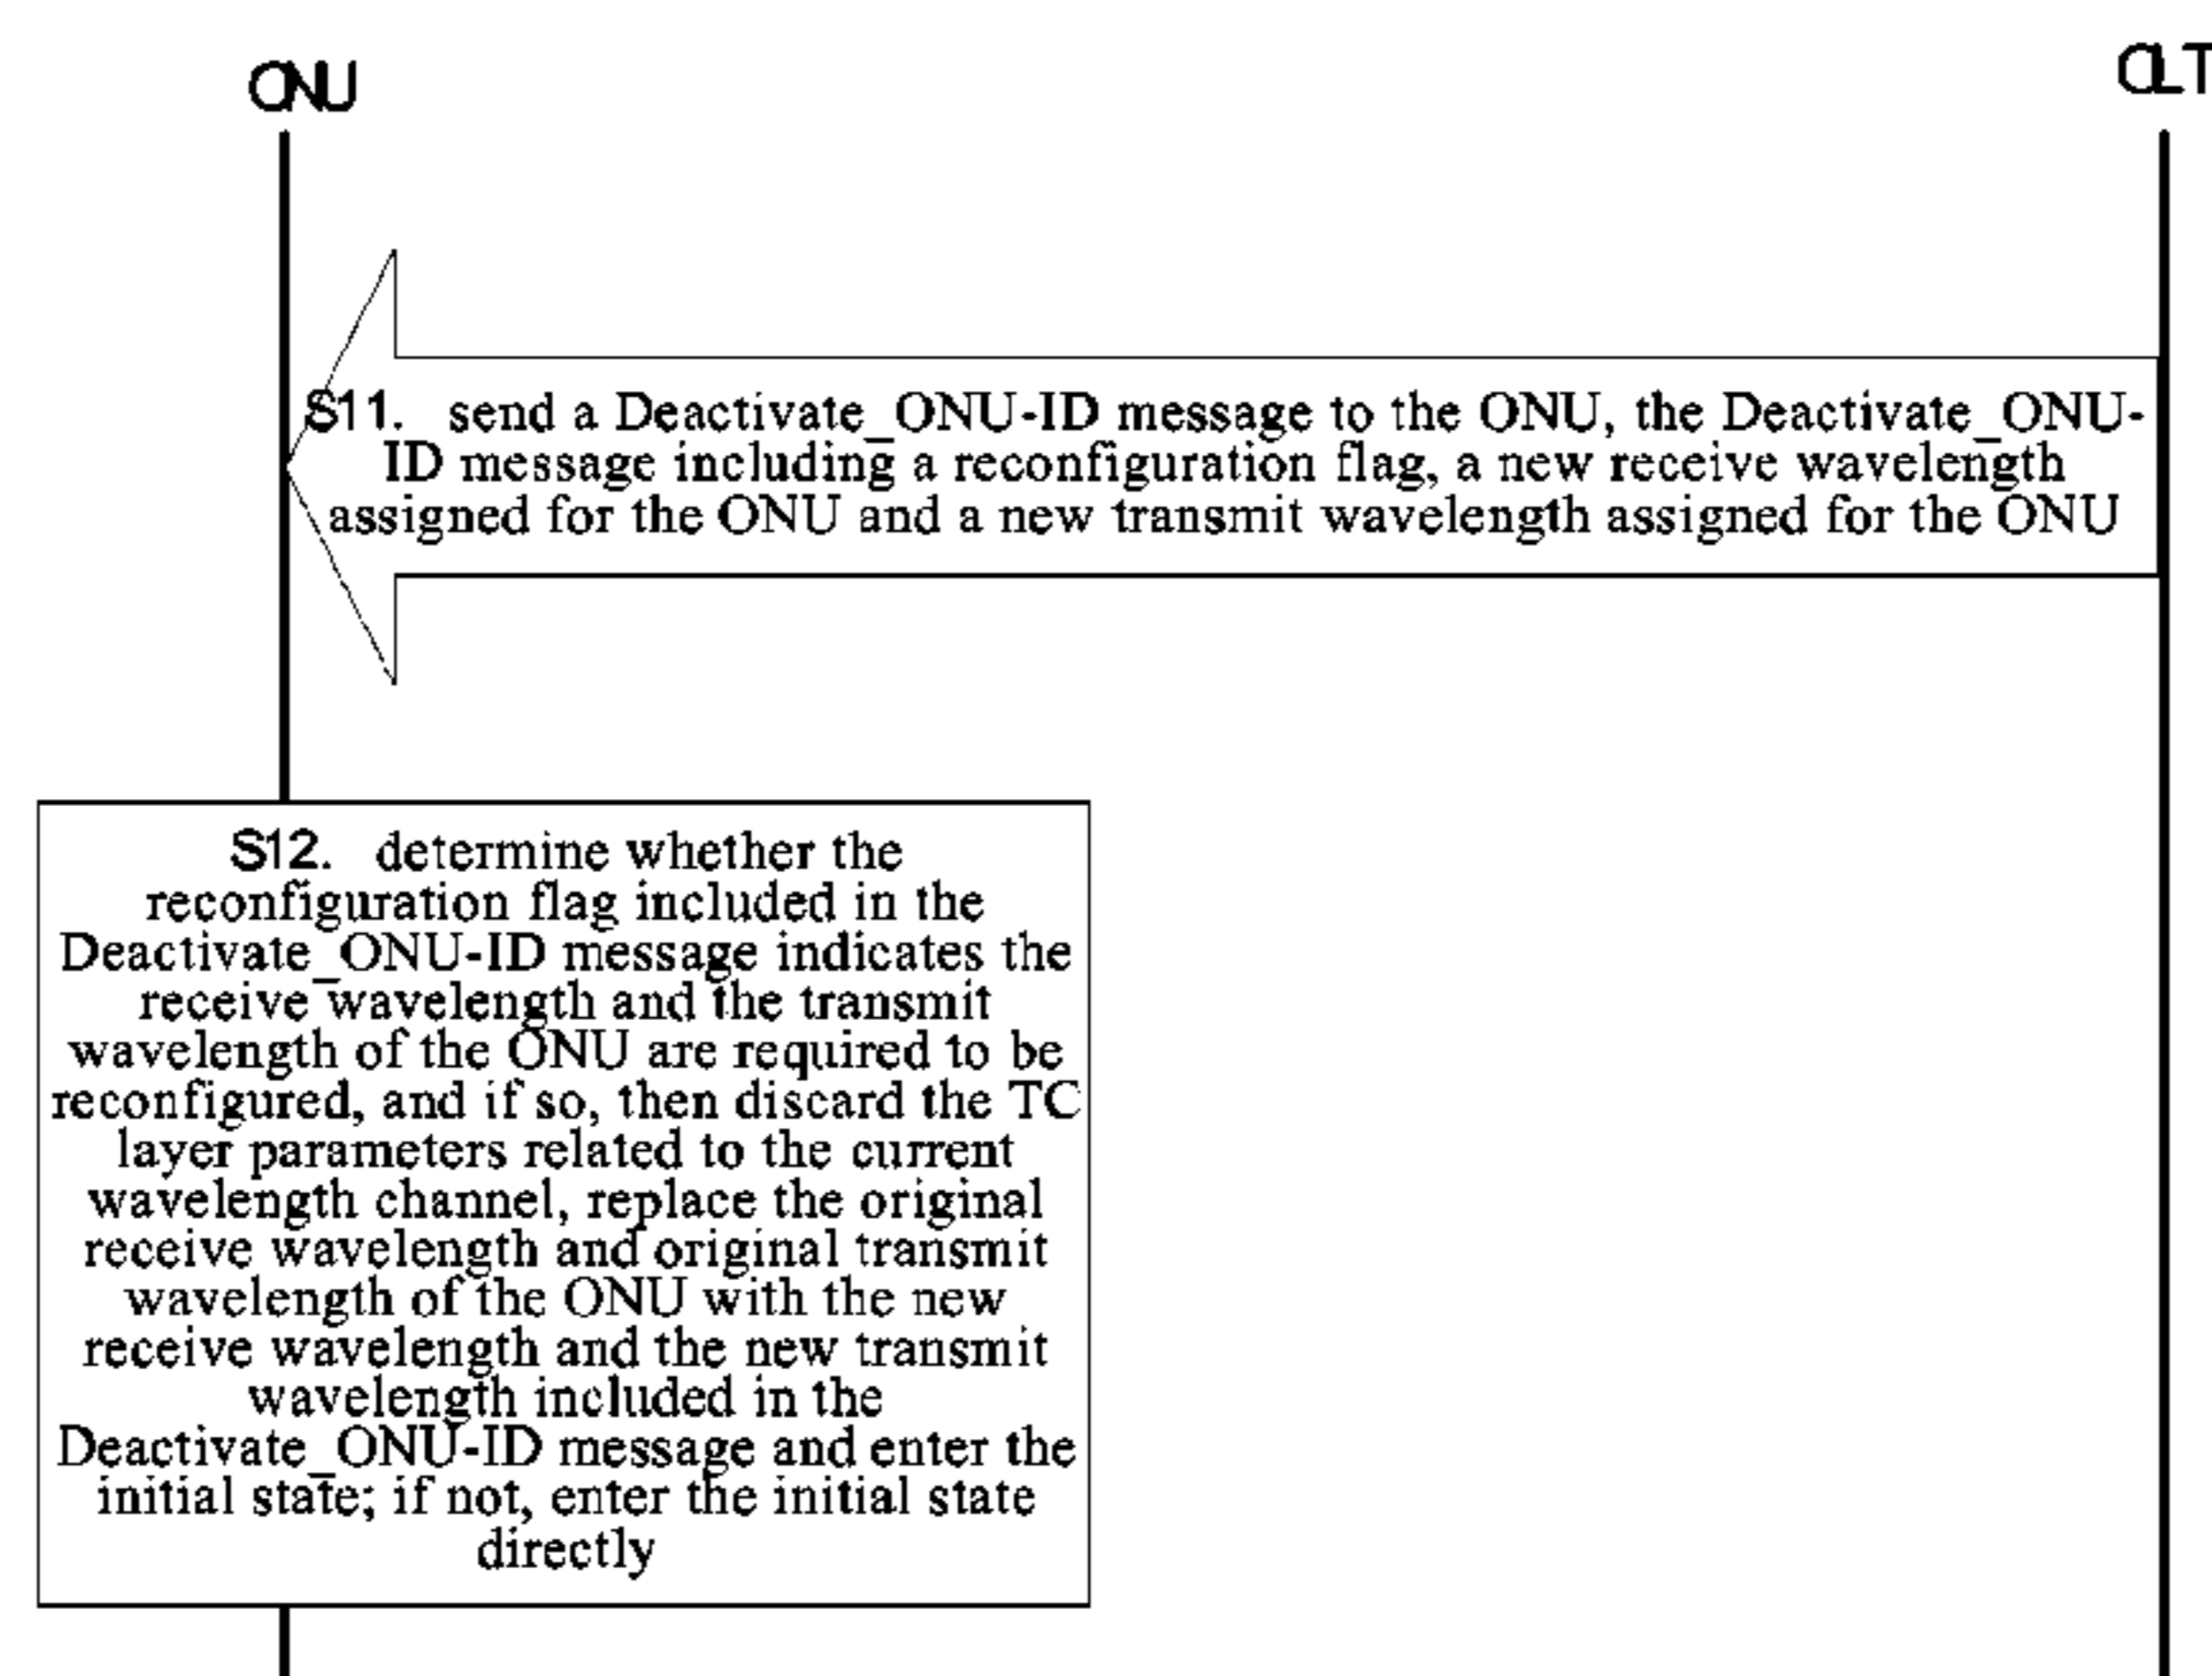 ONU
OLT
S11. send a Deactivate_ONU-ID message to the ONU, the Deactivate_ONU-
ID message including a reconfiguration flag, a new receive wavelength
assigned for the ONU and a new transmit wavelength assigned for the ONU
S12. determine whether the
reconfiguration flag included in the
Deactivate_ONU-ID message indicates the
receive wavelength and the transmit
wavelength of the ONU are required to be
reconfigured, and if so, then discard the TC
layer parameters related to the current
wavelength channel, replace the original
receive wavelength and original transmit
wavelength of the ONU with the new
receive wavelength and the new transmit
wavelength included in the
Deactivate_ONU-ID message and enter the
initial state; if not, enter the initial state
directly